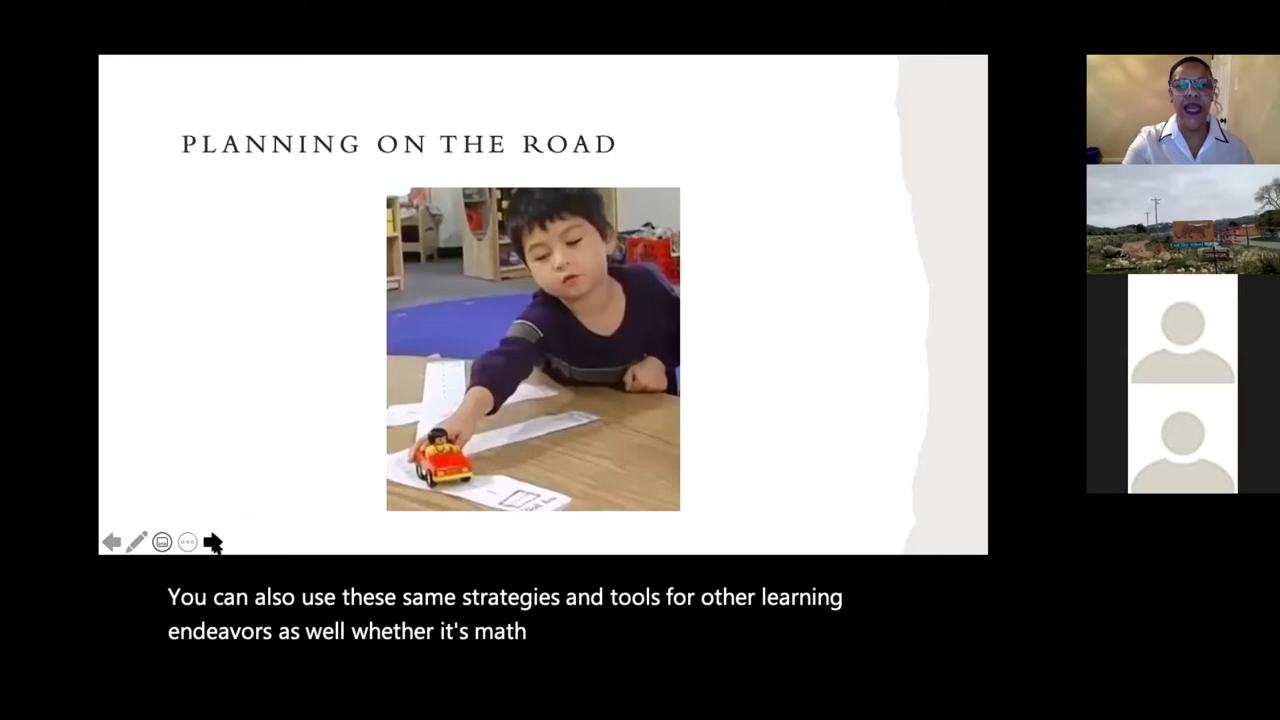 PLANNING ON THE ROAD
You can also use these same strategies and tools for other learning
endeavors as well whether it's math